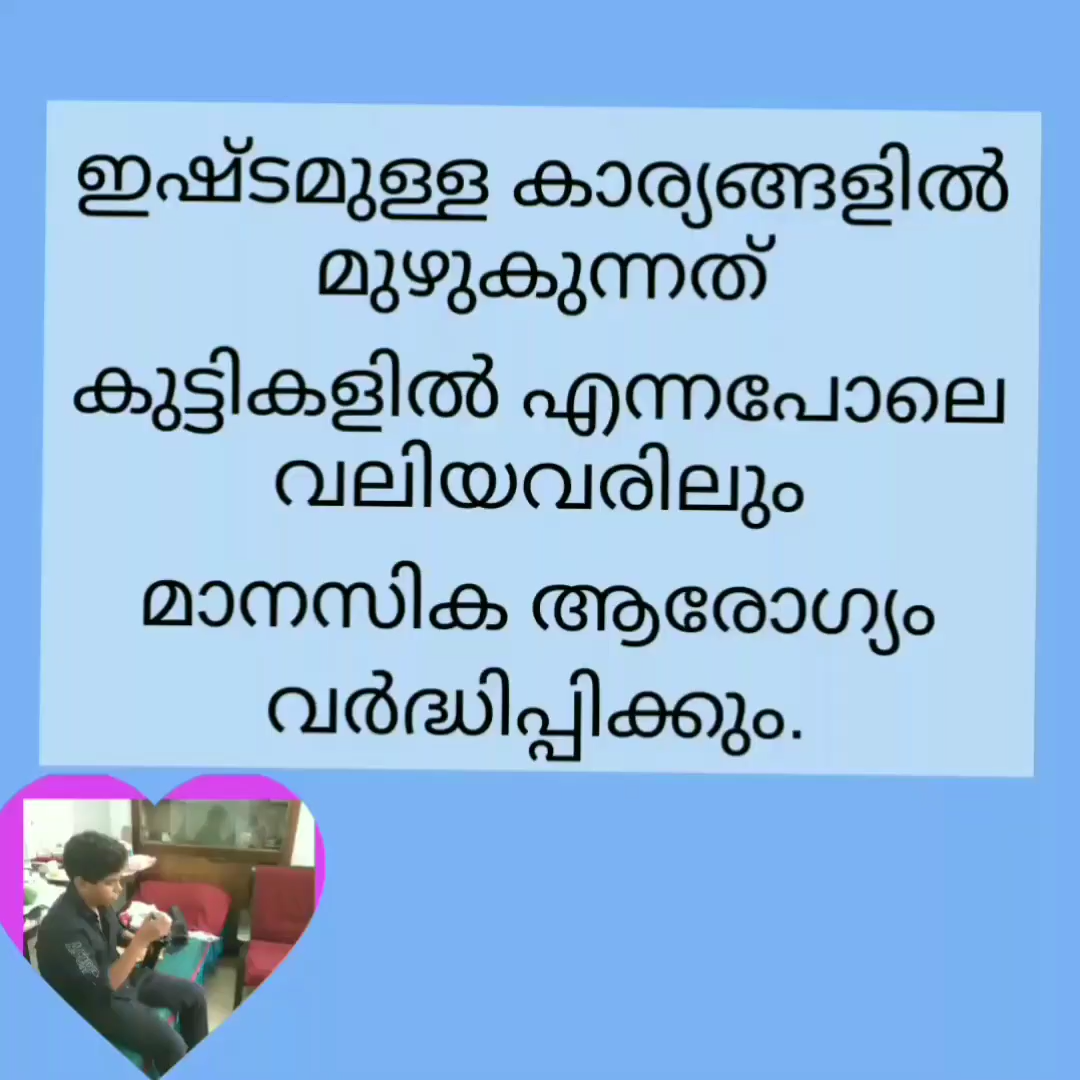 ഇഷ്ടമുള്ള കാര്യങ്ങളിൽ
മുഴുകുന്നത്
കുട്ടികളിൽ എന്നപോലെ
വലിയവരിലും
മാനസിക ആരോഗ്യം
വർദ്ധിപ്പിക്കും.